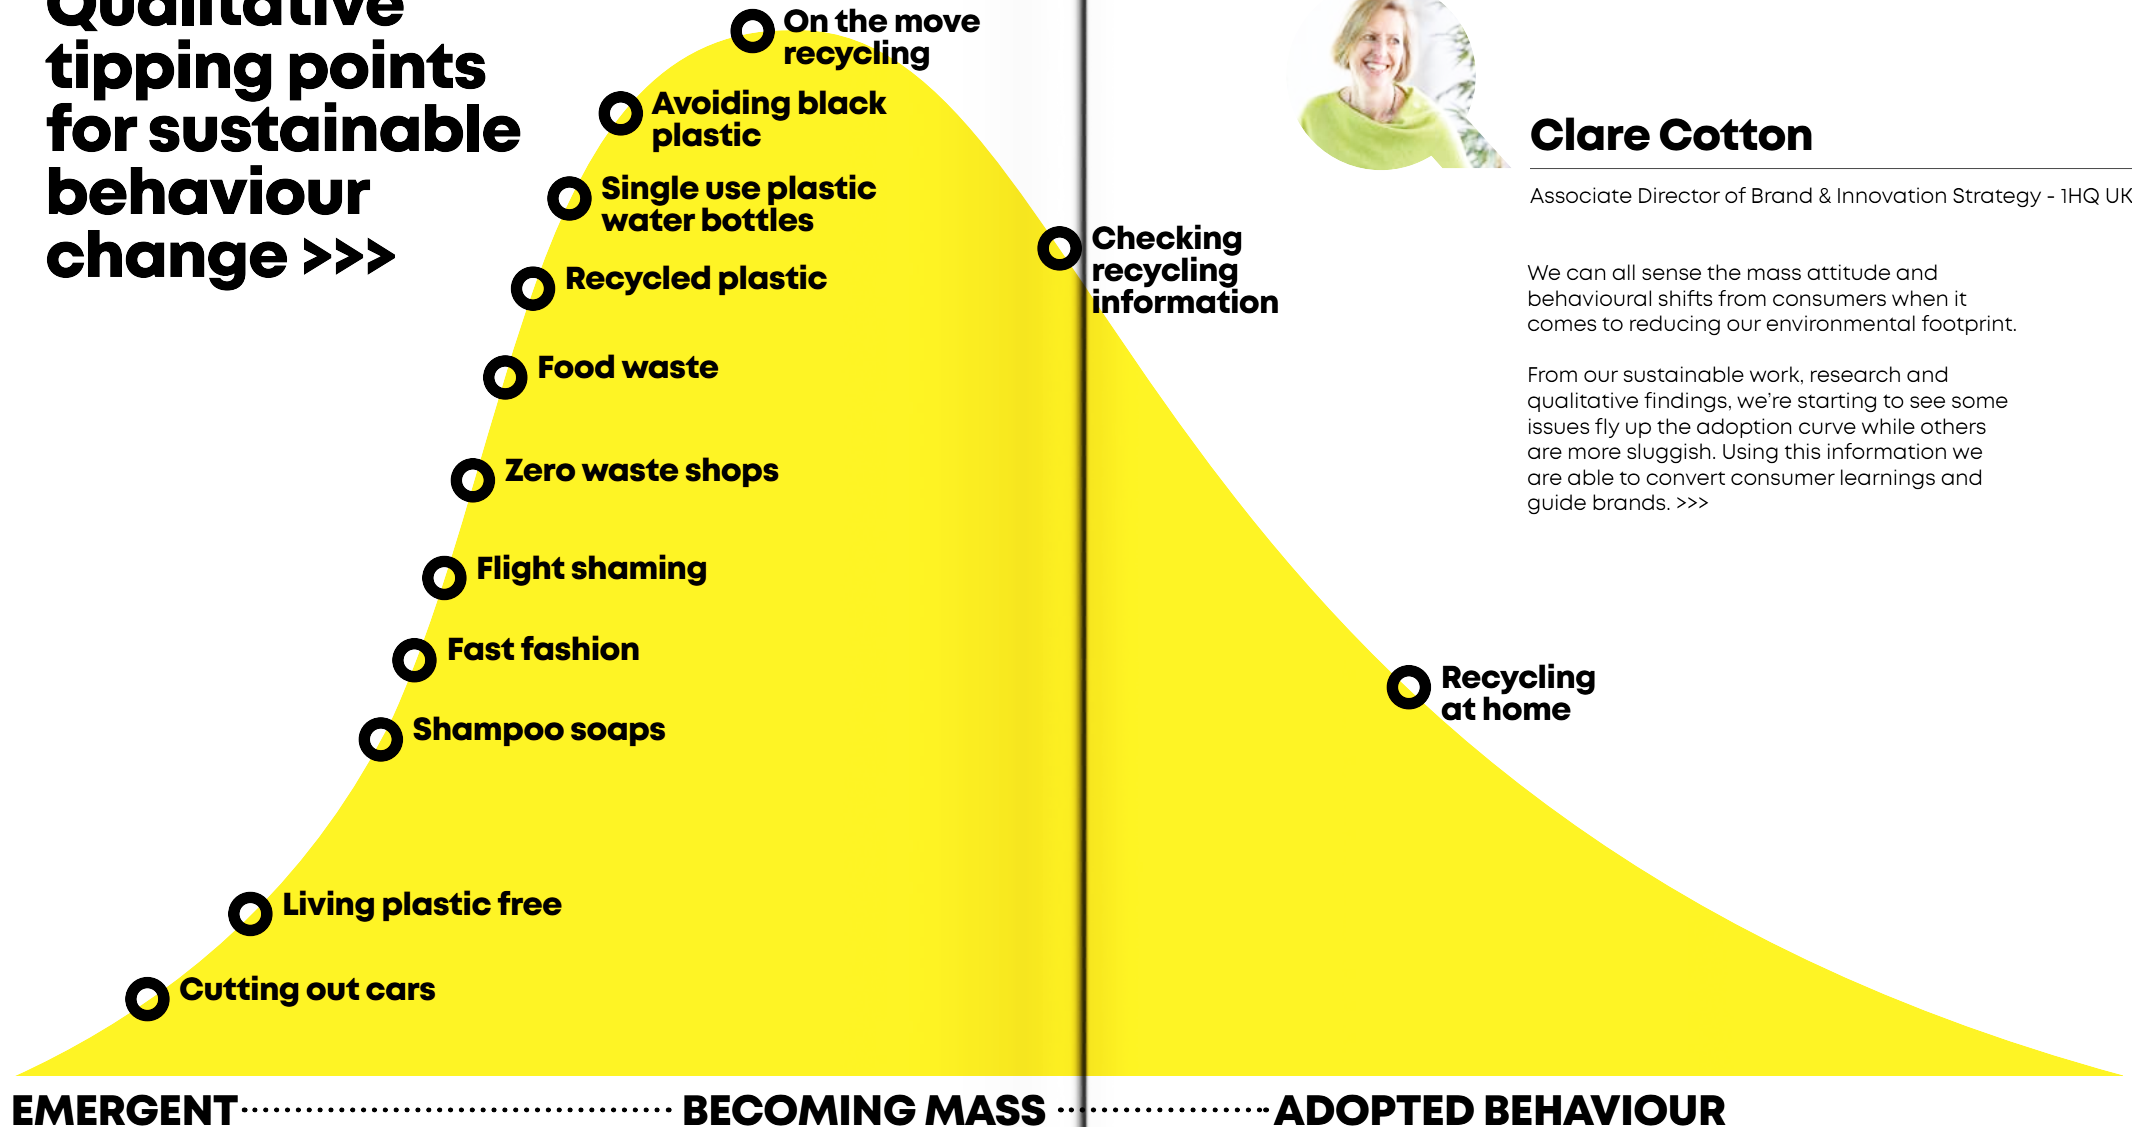 Qualitative
tipping points
for sustainable
behaviour
change >>>
On the move
recycling
Avoiding black
plastic
Single use plastic
water bottles
Recycled plastic
Food waste
Zero waste shops
Flight shaming
Fast fashion
Shampoo soaps
Living plastic free
Cutting out cars
Checking
recycling
information
Recycling
at home
EMERGENT
BECOMING MASS
ADOPTED BEHAVIOUR
Clare Cotton
Associate Director of Brand & Innovation Strategy - 1HQ UK
We can all sense the mass attitude and
behavioural shifts from consumers when it
comes to reducing our environmental footprint.
From our sustainable work, research and
qualitative findings, we're starting to see some
issues fly up the adoption curve while others
are more sluggish. Using this information we
are able to convert consumer learnings and
guide brands. >>>